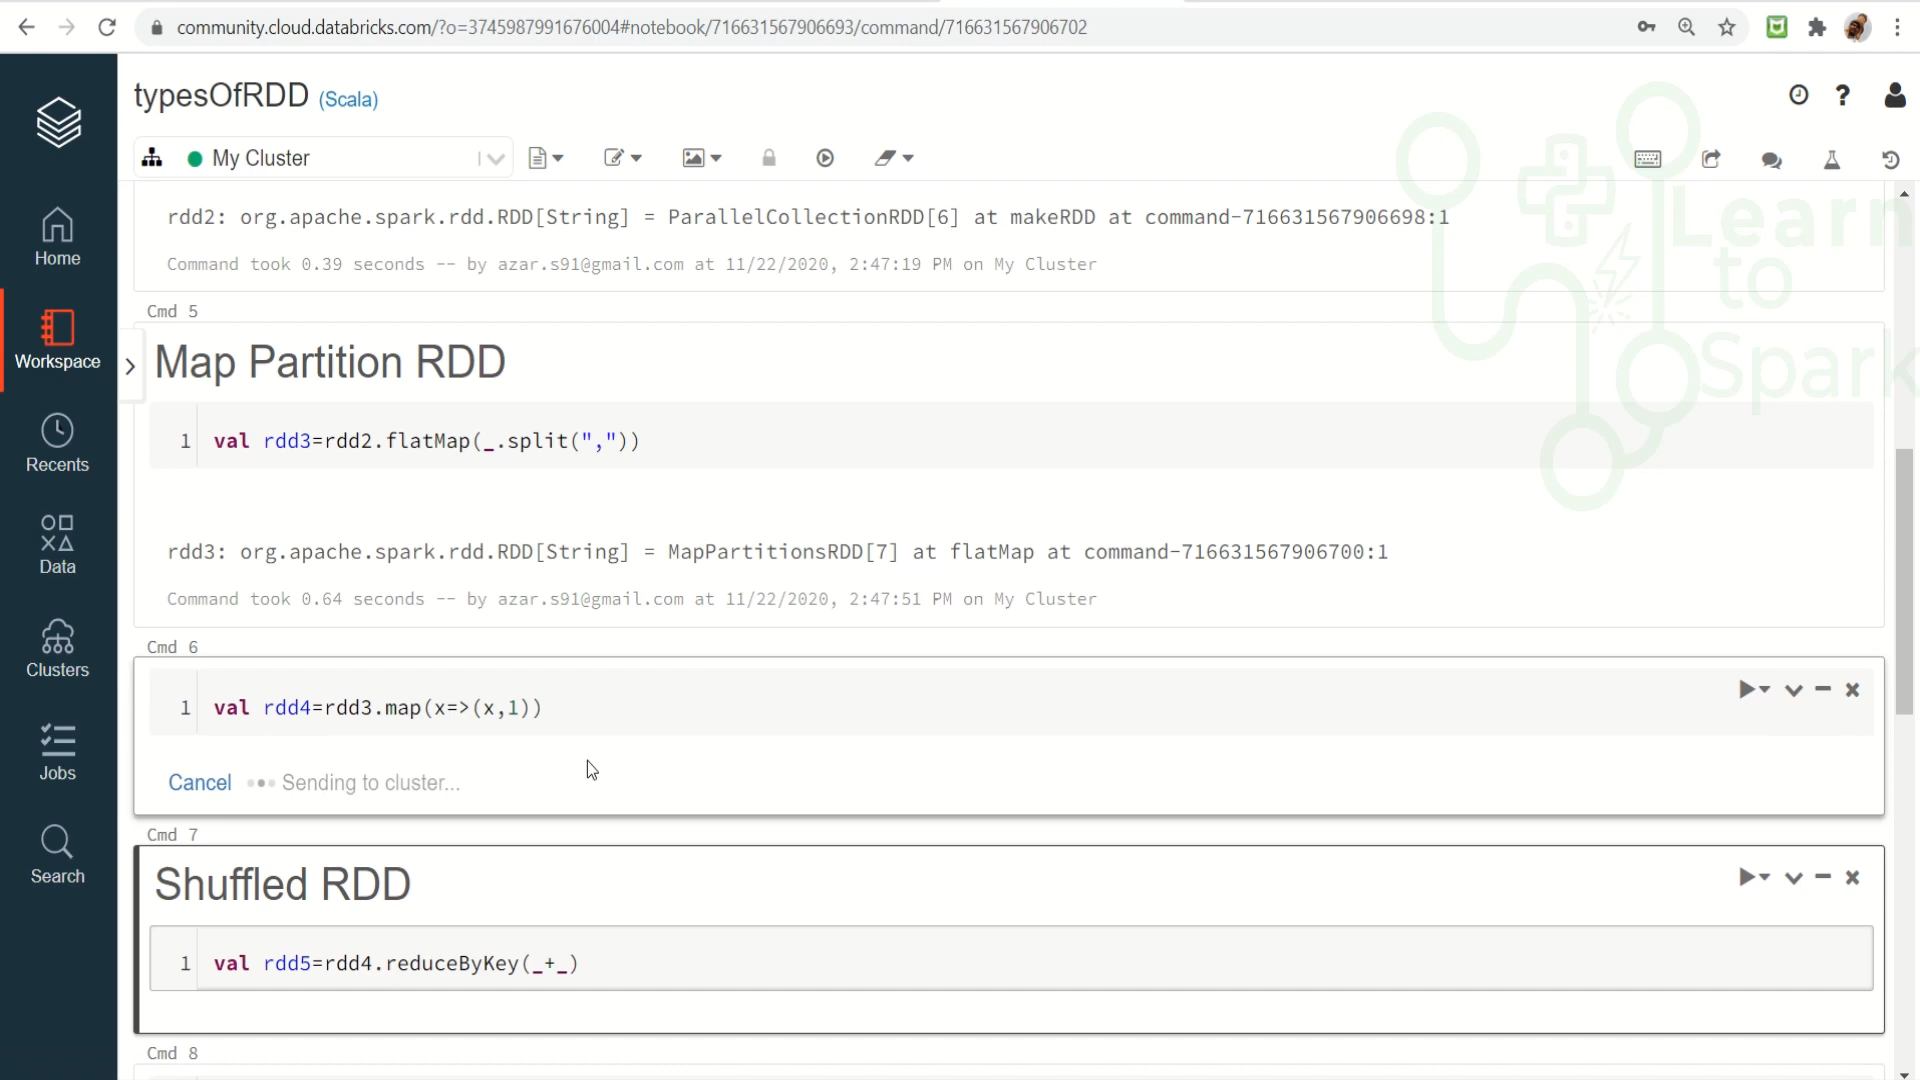 community.cloud.databricks.com/?o=3745987991676004#notebook/716631567906693/command/716631567906702
typesOfRDD (Scala)
My Cluster
Home
Workspace
Recents
Data
Clusters
Jobs
Search
rdd2: org.apache.spark.rdd.RDD[String] = ParallelCollectionRDD[6] at makeRDD at command-716631567906698:1
Command took 0.39 seconds -- by azar.s91@gmail.com at 11/22/2020, 2:47:19 PM on My Cluster
Cmd 5
Map Partition RDD
1 val rdd3=rdd2.flatMap(_.split(","))
rdd3: org.apache.spark.rdd.RDD[String] = MapPartitionsRDD[7] at flatMap at command-716631567906700:1
Command took 0.64 seconds -- by azar.s91@gmail.com at 11/22/2020, 2:47:51 PM on My Cluster
Cmd 6
1 val rdd4=rdd3.map(x=>(x,1))
Cancel Sending to cluster...
Cmd 7
Shuffled RDD
1 val rdd5=rdd4.reduceByKey(_+_)
Cmd 8
Learn
to
Spark